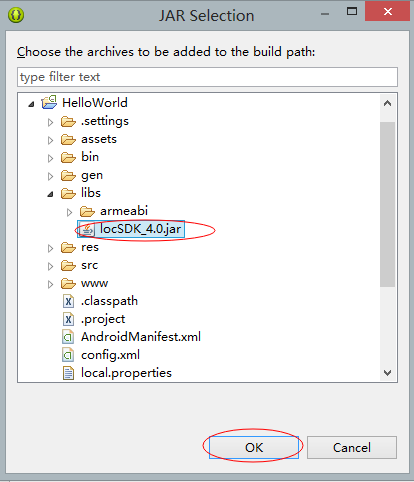 JAR Selection
Choose the archives to be added to the build path:
type filter text
HelloWorld
.settings
assets
bin
gen
libs
armeabi
locSDK_4.0.jar
res
src
www
.classpath
.project
AndroidManifest.xml
config.xml
local.properties
OK
Cancel